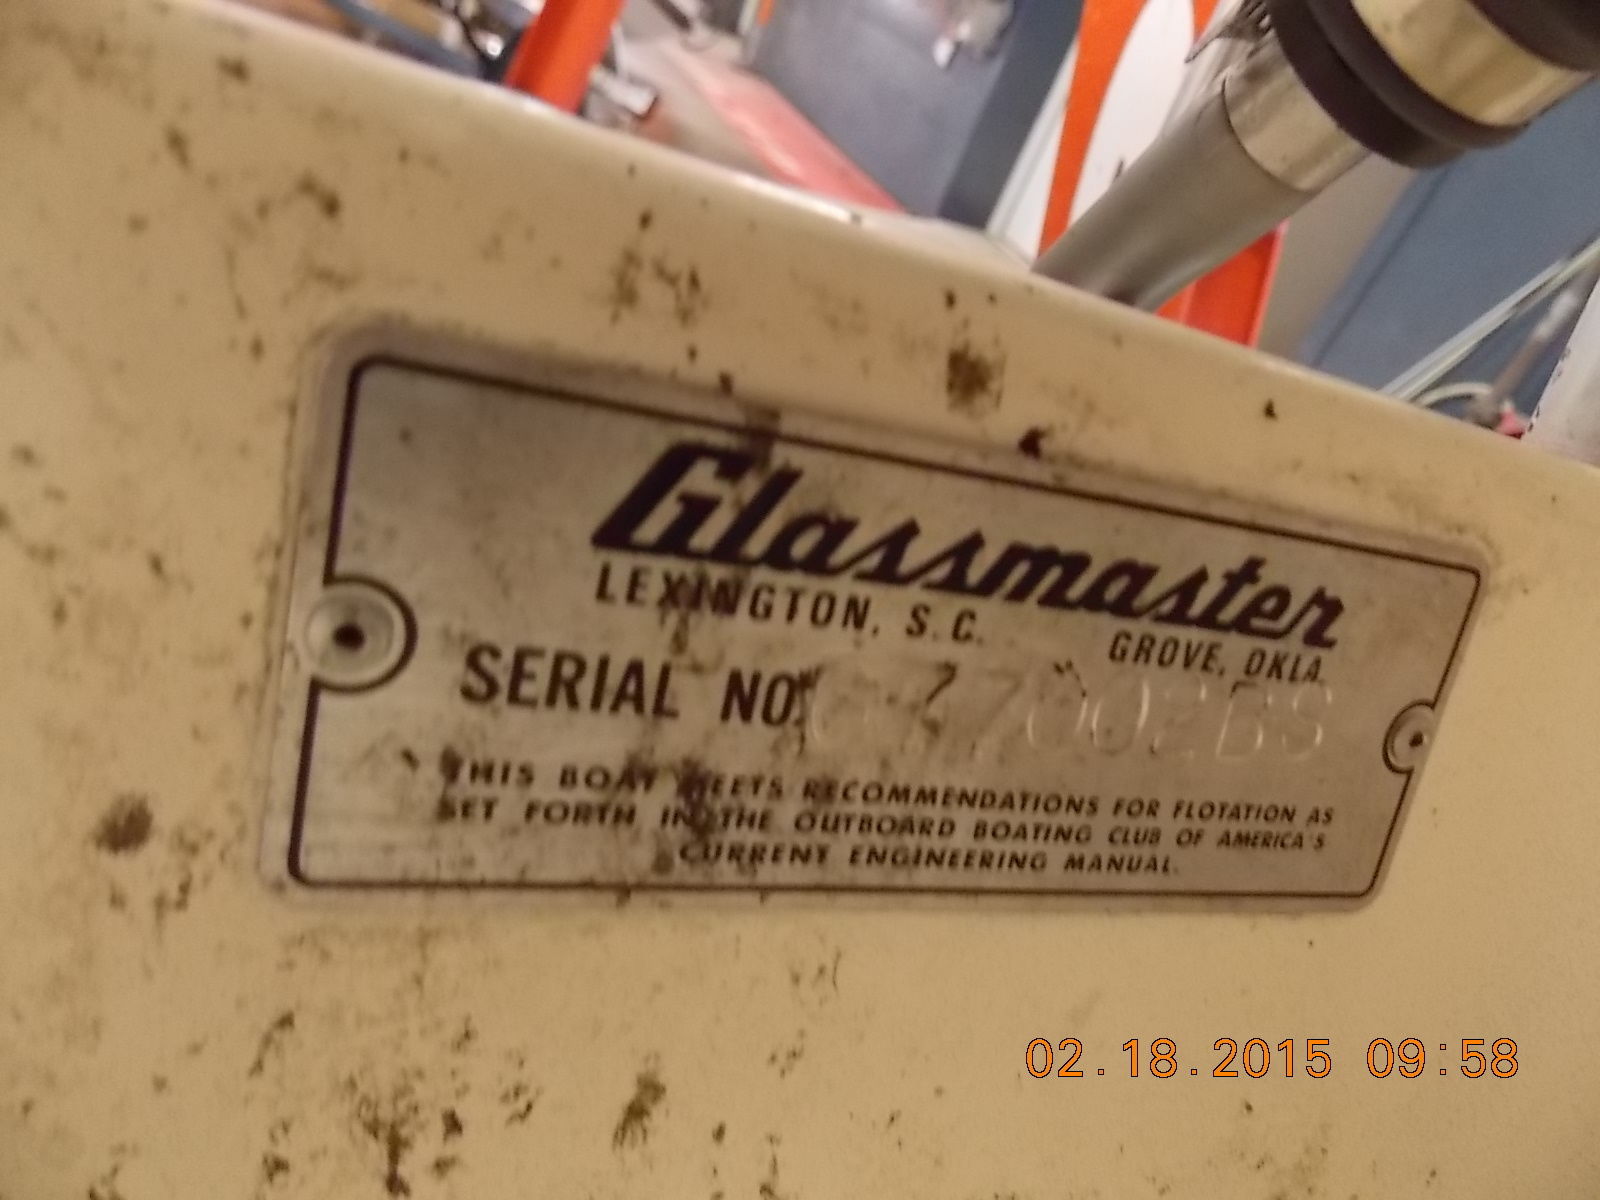 Glassmaster
LEXINGTON, S.C. GROVE, OKLA.
SERIAL NO.
THIS BOAT MEETS RECOMMENDATIONS FOR FLOTATION AS
SET FORTH IN THE OUTBOARD BOATING CLUB OF AMERICA'S
CURRENT ENGINEERING MANUAL.
02.18.2015 09:58